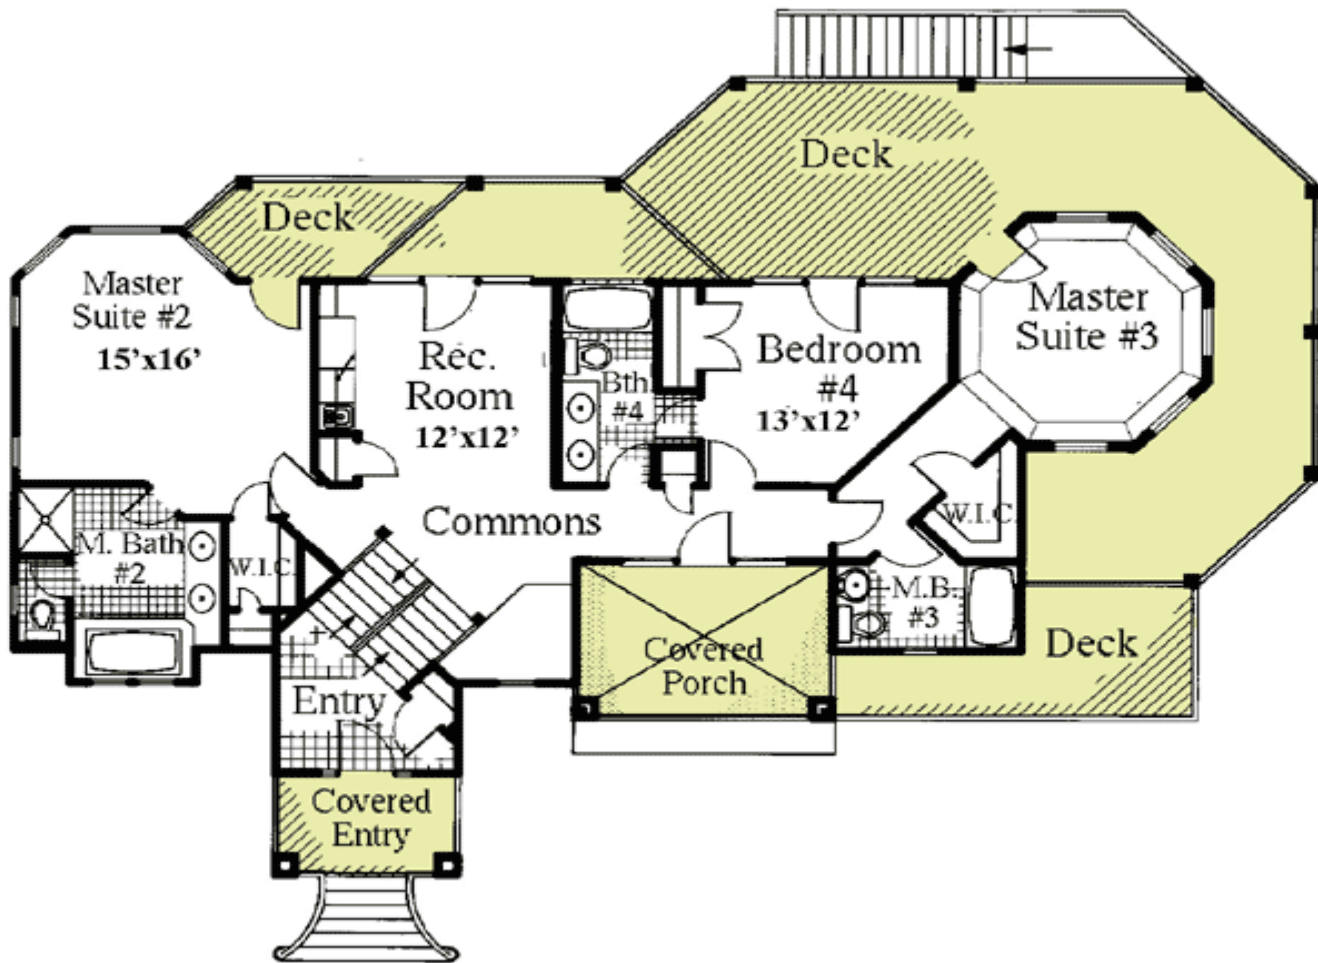 Deck
Deck
Master
Suite #2
15'x16'
Rec.
Room
12'x12'
Bth
#4
Bedroom
#4
13'x12'
Master
Suite #3
Commons
M. Bath
#2
W.I.C.
W.I.C.
M.B.
#3
Covered
Porch
Deck
Entry
Covered
Entry